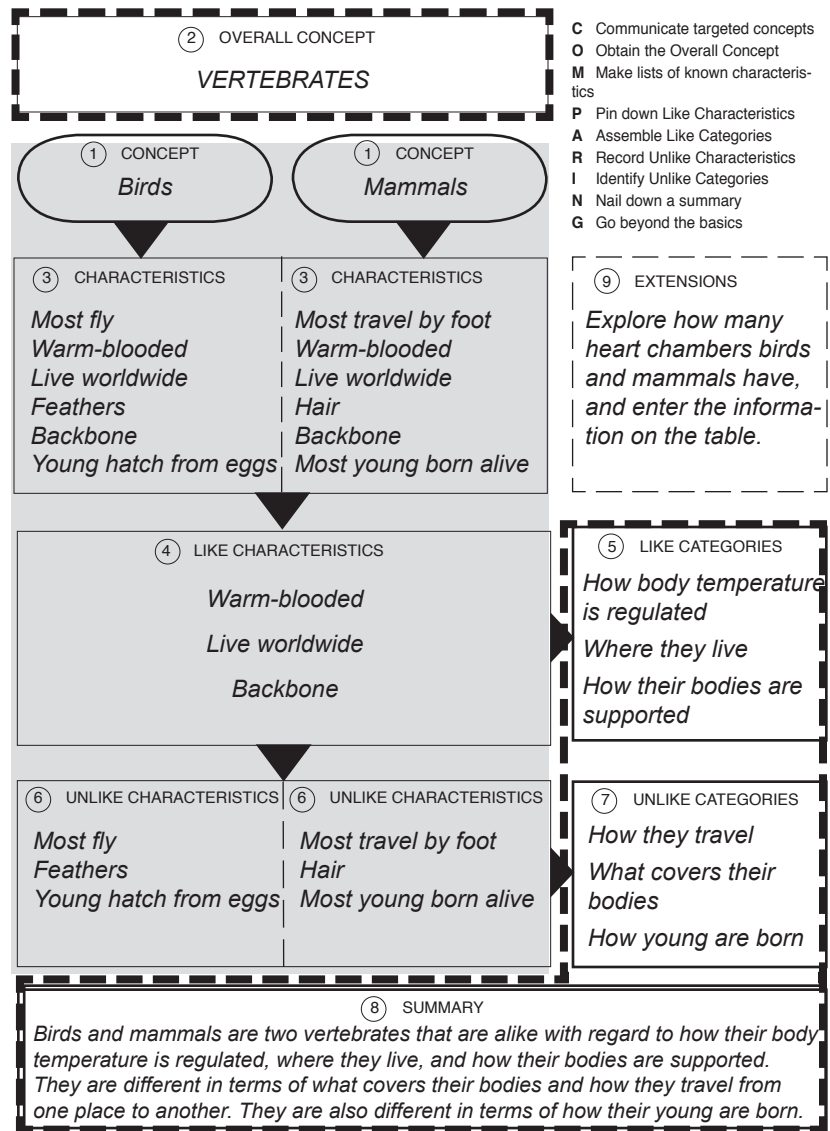 2 OVERALL CONCEPT
VERTEBRATES
C Communicate targeted concepts
O Obtain the Overall Concept
M Make lists of known characteris-
tics
P Pin down Like Characteristics
A Assemble Like Categories
R Record Unlike Characteristics
I Identify Unlike Categories
N Nail down a summary
G Go beyond the basics
1 CONCEPT
Birds
1 CONCEPT
Mammals
3 CHARACTERISTICS
Most fly
Warm-blooded
Live worldwide
Feathers
Backbone
Young hatch from eggs
3 CHARACTERISTICS
Most travel by foot
Warm-blooded
Live worldwide
Hair
Backbone
Most young born alive
9 EXTENSIONS
Explore how many
heart chambers birds
and mammals have,
and enter the informa-
tion on the table.
4 LIKE CHARACTERISTICS
Warm-blooded
Live worldwide
Backbone
5 LIKE CATEGORIES
How body temperature
is regulated
Where they live
How their bodies are
supported
6 UNLIKE CHARACTERISTICS
Most fly
Feathers
Young hatch from eggs
6 UNLIKE CHARACTERISTICS
Most travel by foot
Hair
Most young born alive
7 UNLIKE CATEGORIES
How they travel
What covers their
bodies
How young are born
8 SUMMARY
Birds and mammals are two vertebrates that are alike with regard to how their body
temperature is regulated, where they live, and how their bodies are supported.
They are different in terms of what covers their bodies and how they travel from
one place to another. They are also different in terms of how their young are born.